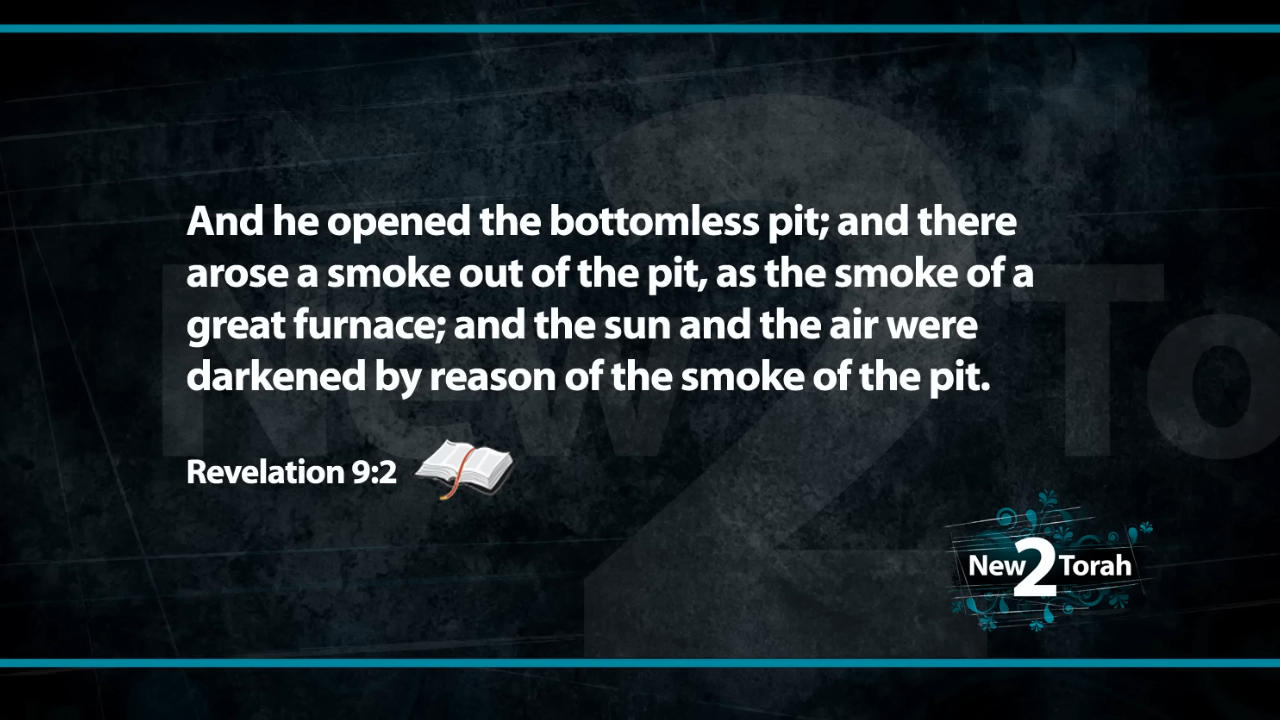 And he opened the bottomless pit; and there
arose a smoke out of the pit, as the smoke of a
great furnace; and the sun and the air were
darkened by reason of the smoke of the pit.
Revelation 9:2
New2Torah
New 2 To